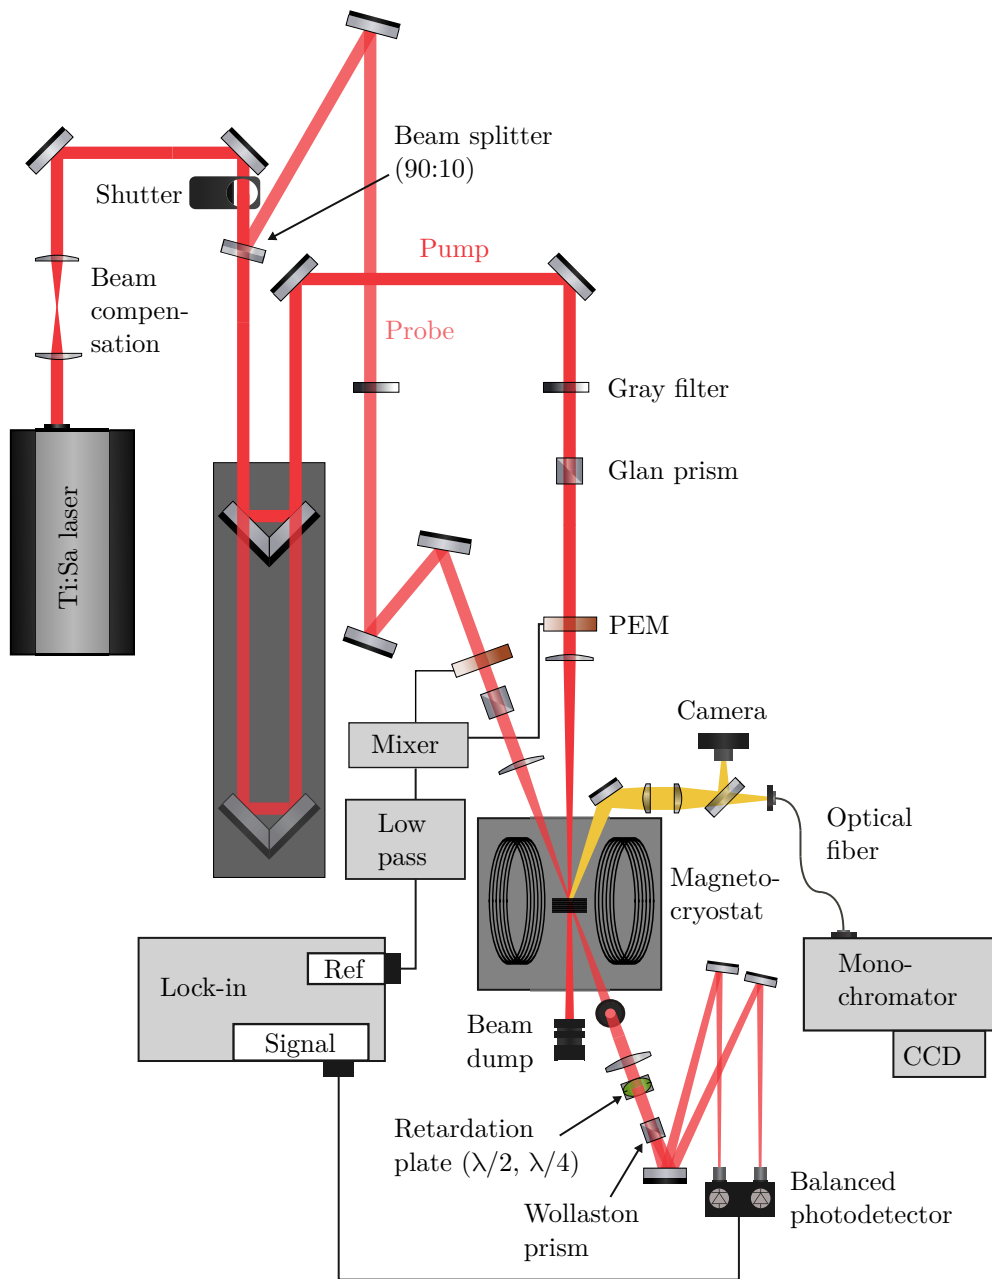 Beam splitter
(90:10)
Shutter
Pump
Beam
compen-
sation
Probe
Gray filter
Glan prism
Ti:Sa laser
PEM
Camera
Mixer
Low
pass
Optical
fiber
Magneto-
cryostat
Ref
Lock-in
Mono-
chromator
Signal
Beam
dump
CCD
Retardation
plate (λ/2, λ/4)
Balanced
photodetector
Wollaston
prism